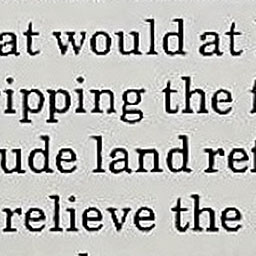 at would at
ipping the
ude land ref
relieve the